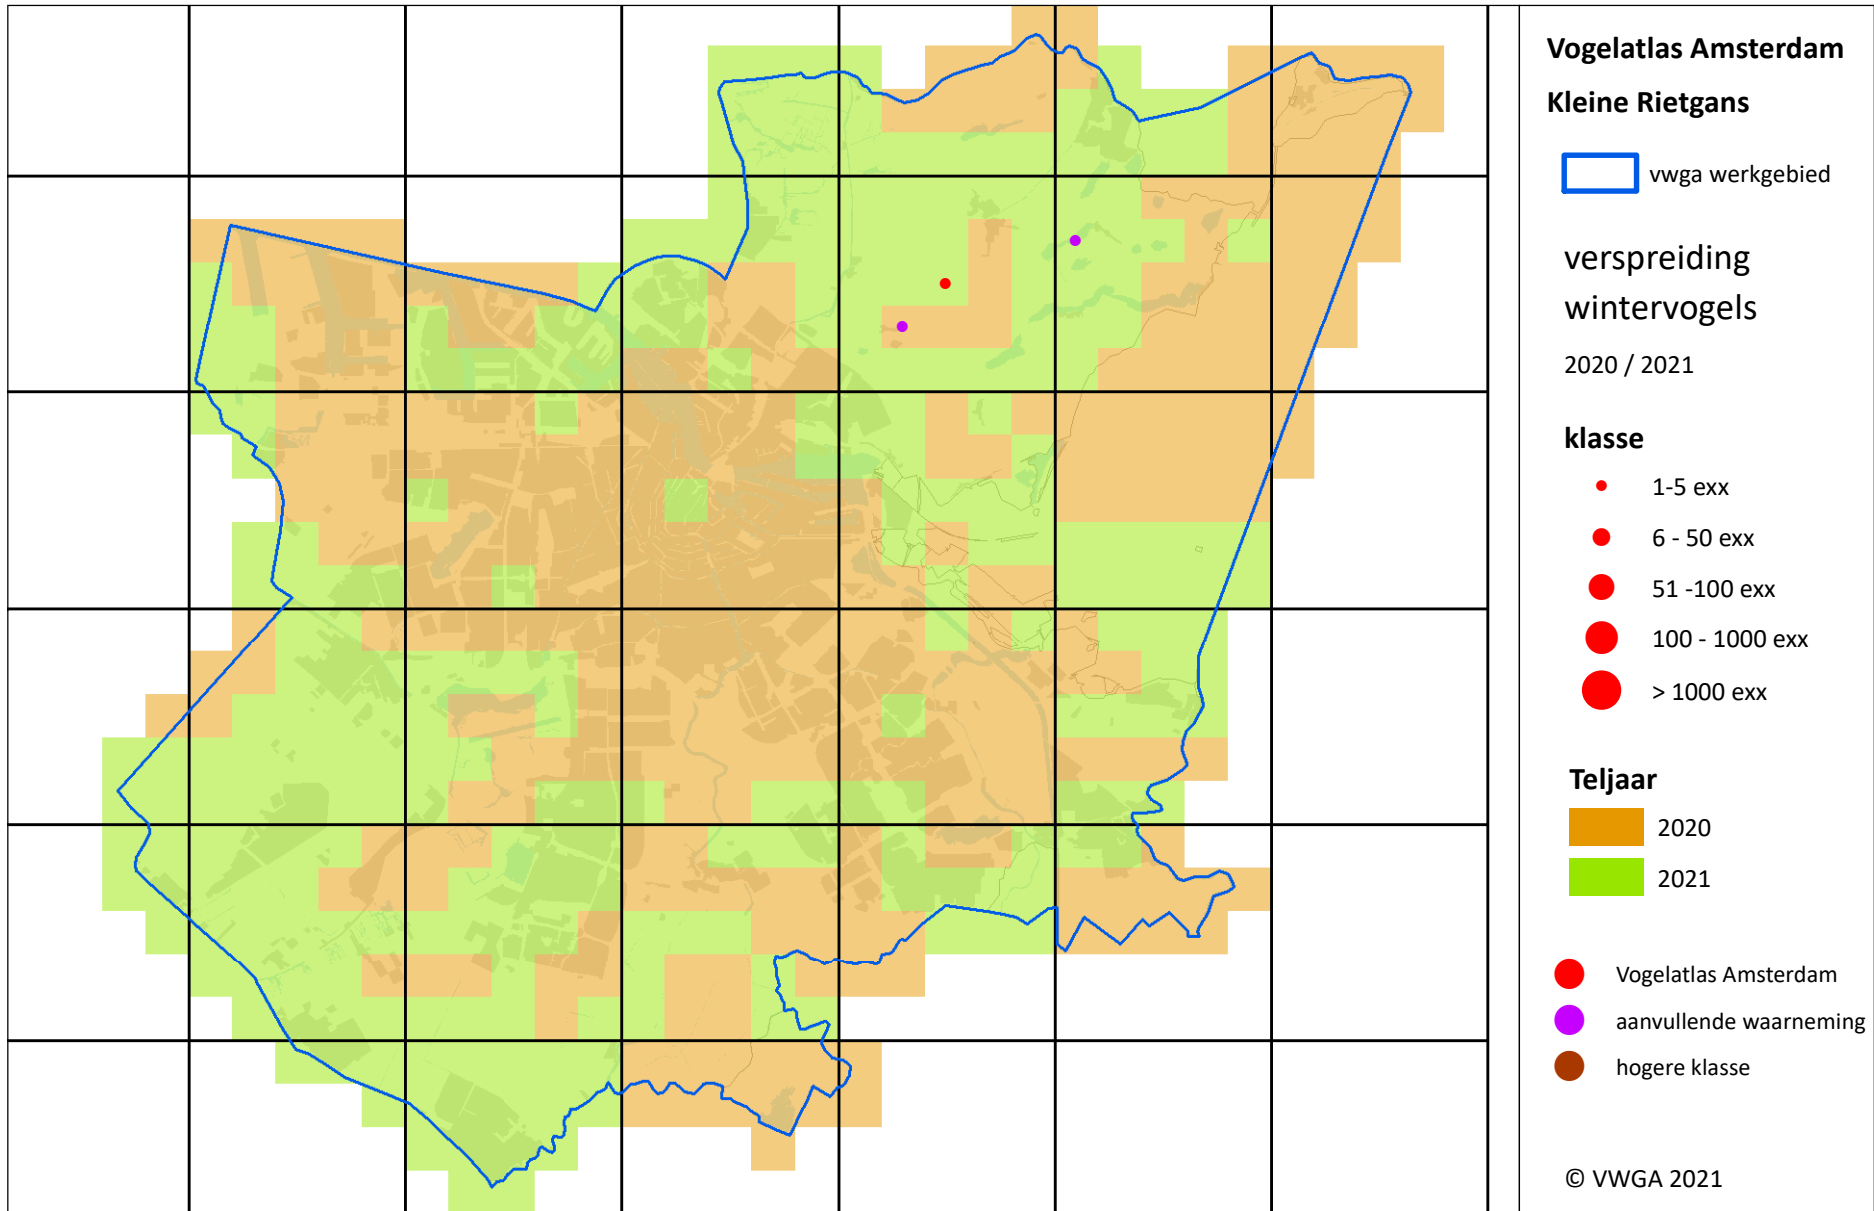 Vogelatlas Amsterdam
Kleine Rietgans
vwga werkgebied
verspreiding
wintervogels
2020 / 2021
klasse
1-5 exx
6 - 50 exx
51 -100 exx
100 - 1000 exx
> 1000 exx
Teljaar
2020
2021
Vogelatlas Amsterdam
aanvullende waarneming
hogere klasse
© VWGA 2021